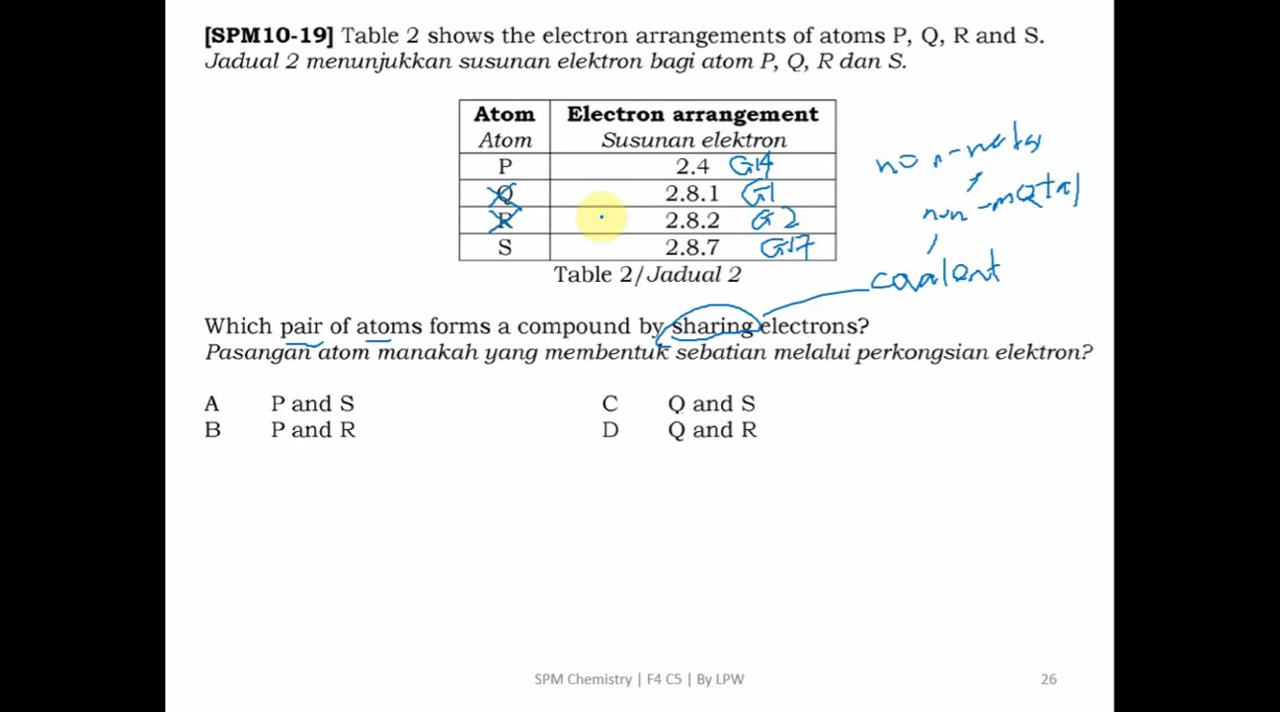 [SPM10-19] Table 2 shows the electron arrangements of atoms P, Q, R and S.
Jadual 2 menunjukkan susunan elektron bagi atom P, Q, R dan S.
Atom Electron arrangement
Atom Susunan elektron
P 2.4 G14
Q 2.8.1 G1
R 2.8.2 G2
S 2.8.7 G17
Table 2/Jadual 2
non-metal
non-metal
covalent
Which pair of atoms forms a compound by sharing electrons?
Pasangan atom manakah yang membentuk sebatian melalui perkongsian elektron?
A P and S C Q and S
B P and R D Q and R
SPM Chemistry | F4 C5 | By LPW 26